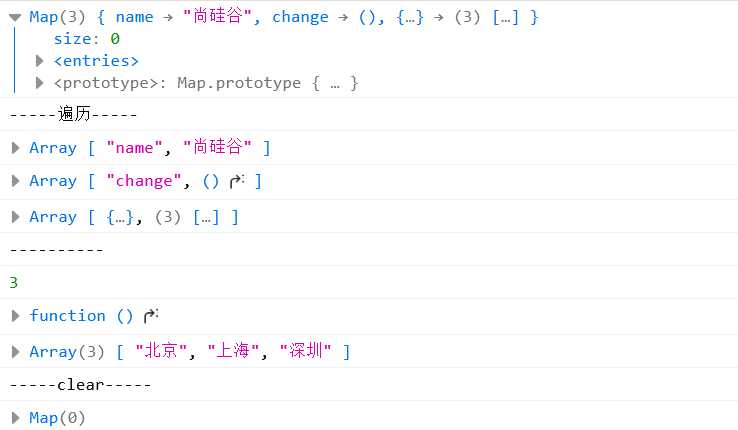 Map(3) { name → "尚硅谷", change → (), {…} → (3) […] }
size: 0
<entries>
<prototype>: Map.prototype { … }
-----遍历-----
Array [ "name", "尚硅谷" ]
Array [ "change", () ]
Array [ {…}, (3) […] ]
----------
3
function ()
Array(3) [ "北京", "上海", "深圳" ]
-----clear-----
Map(0)